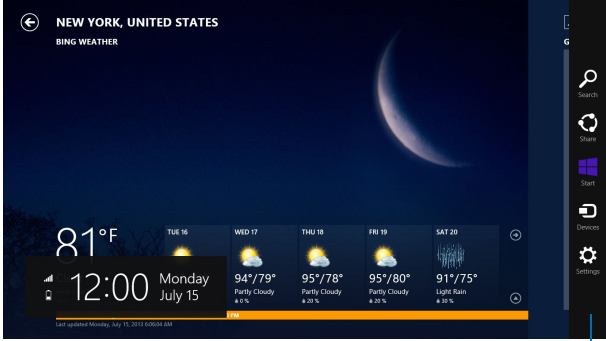 NEW YORK, UNITED STATES
BING WEATHER
G
Search
Share
Start
Devices
Settings
81°F
TUE 16
WED 17
94°/79°
Partly Cloudy
0 %
THU 18
95°/78°
Partly Cloudy
20 %
FRI 19
95°/80°
Partly Cloudy
20 %
SAT 20
91°/75°
Light Rain
30 %
12:00
Monday
July 15
PM
Last updated Monday, July 15, 2013 6:06:04 AM